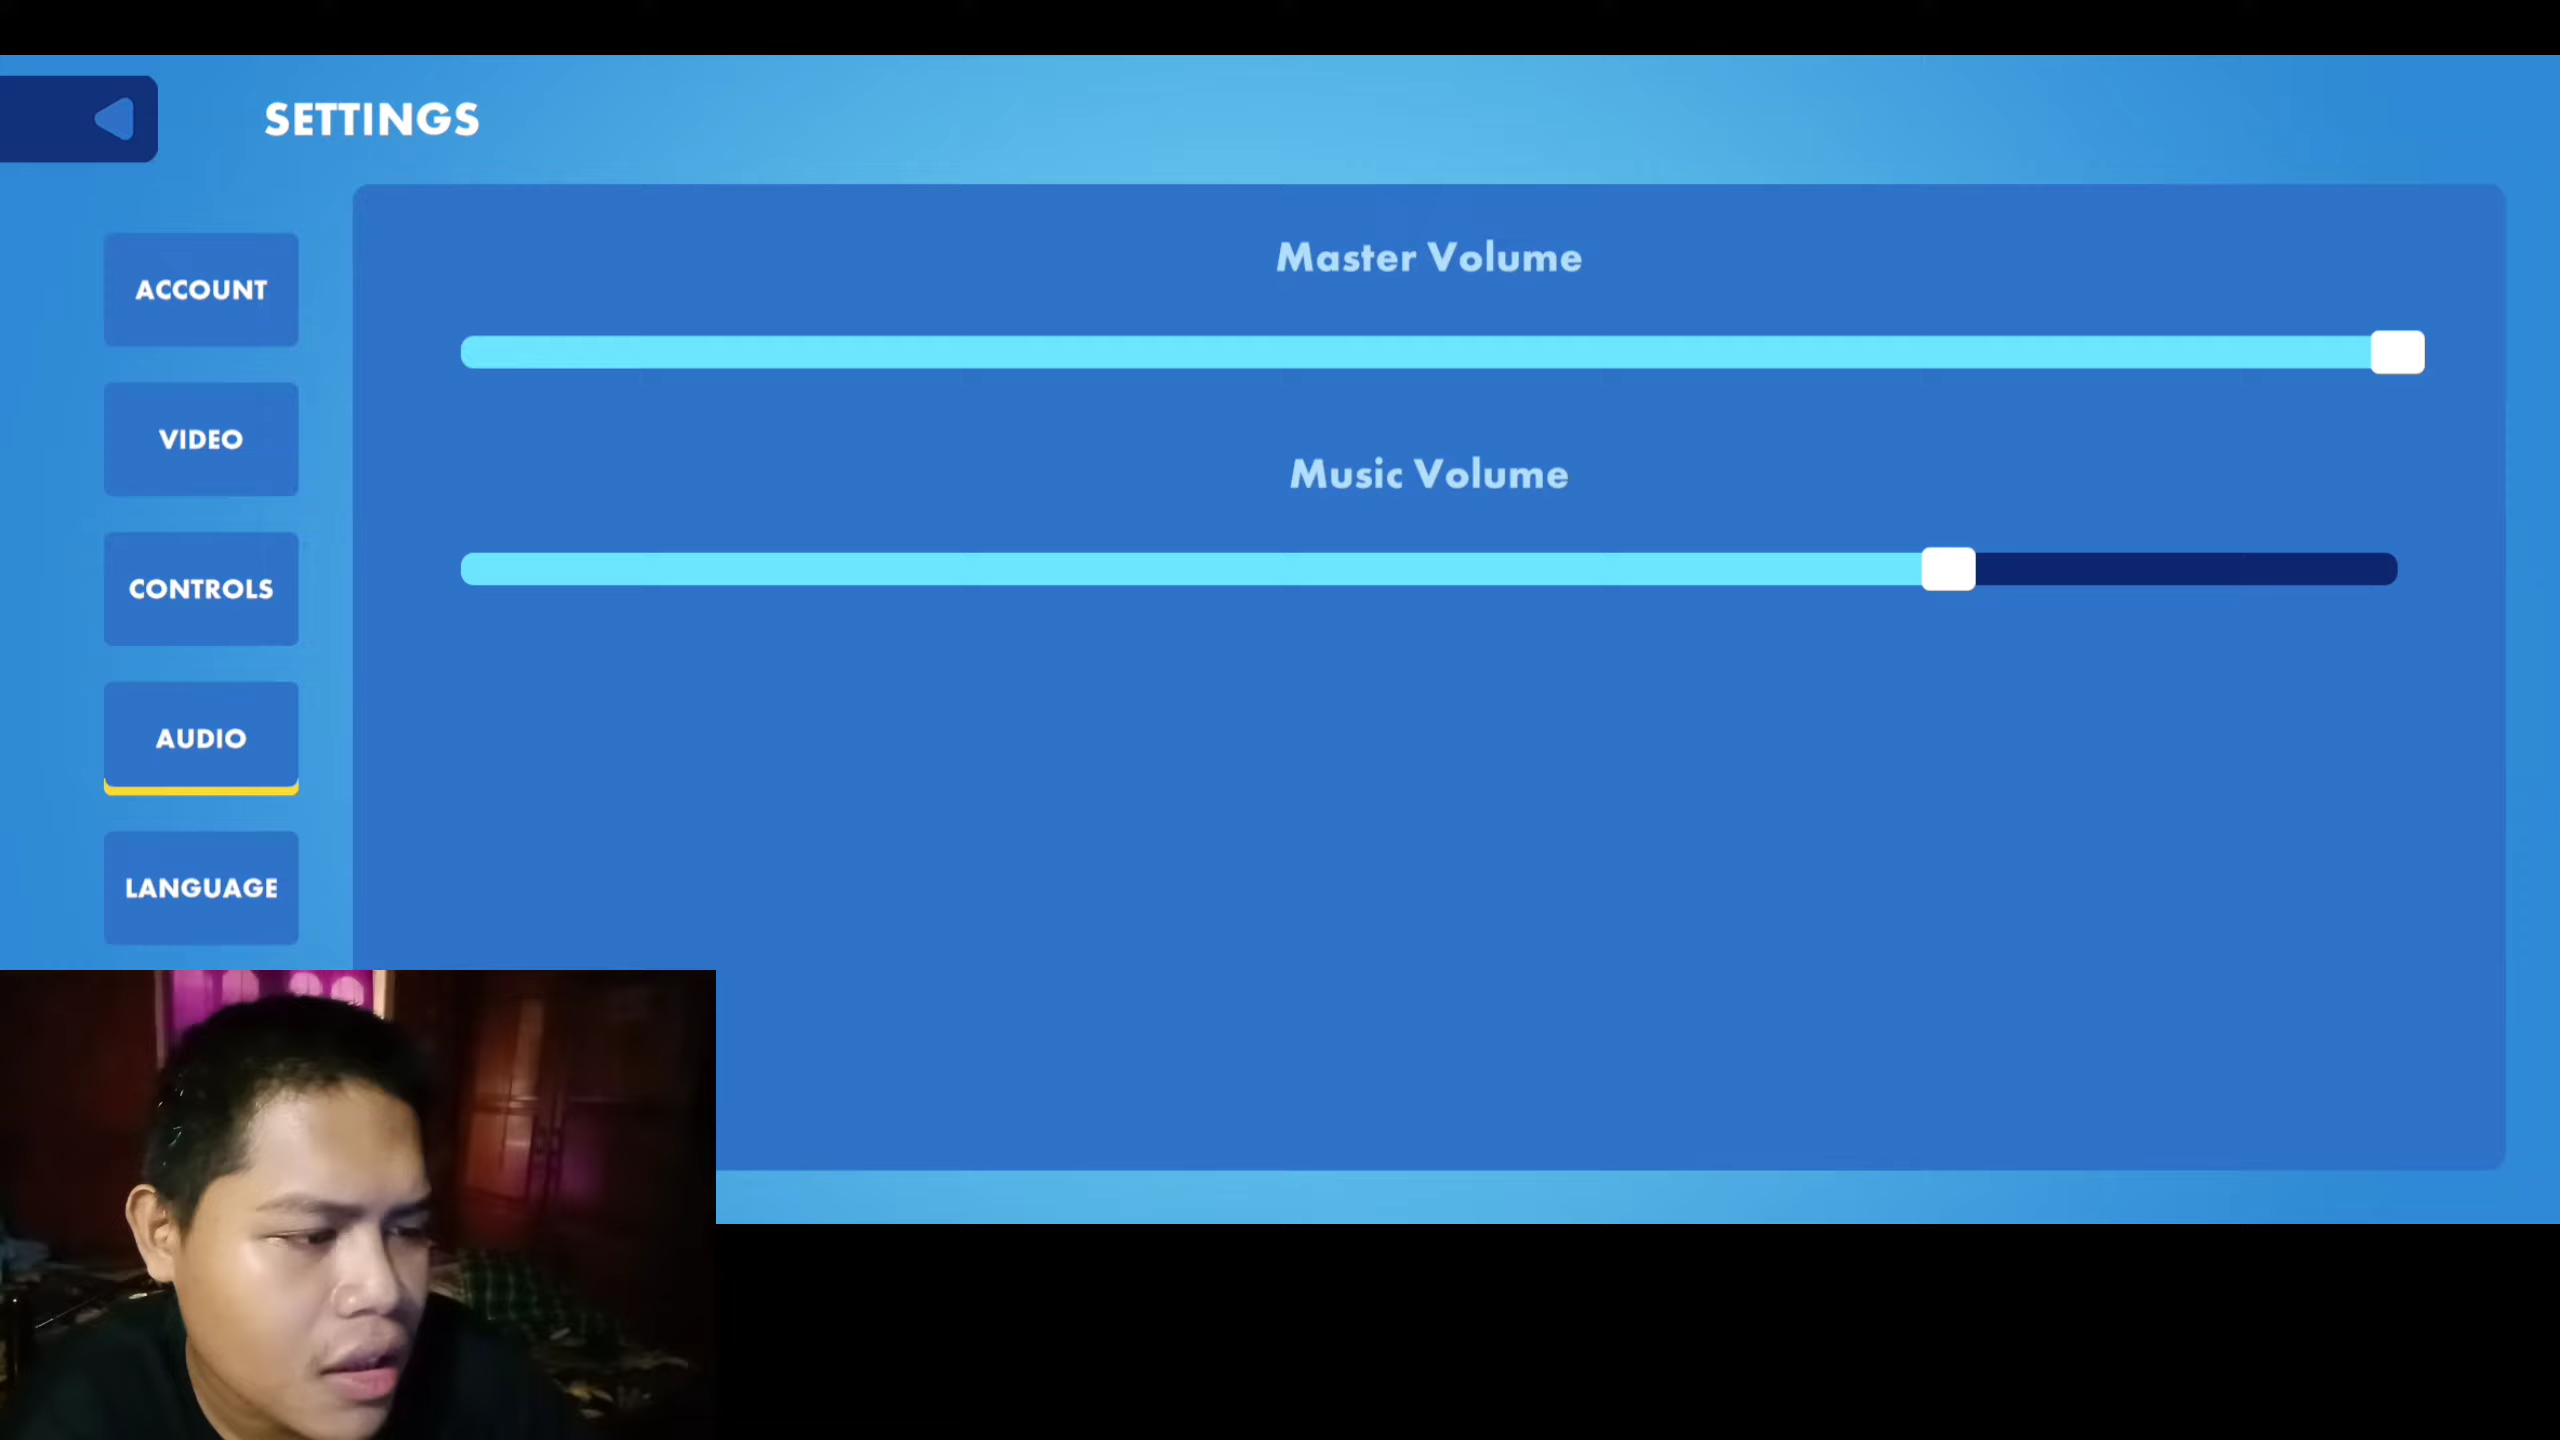 SETTINGS
ACCOUNT
VIDEO
CONTROLS
AUDIO
LANGUAGE
Master Volume
Music Volume